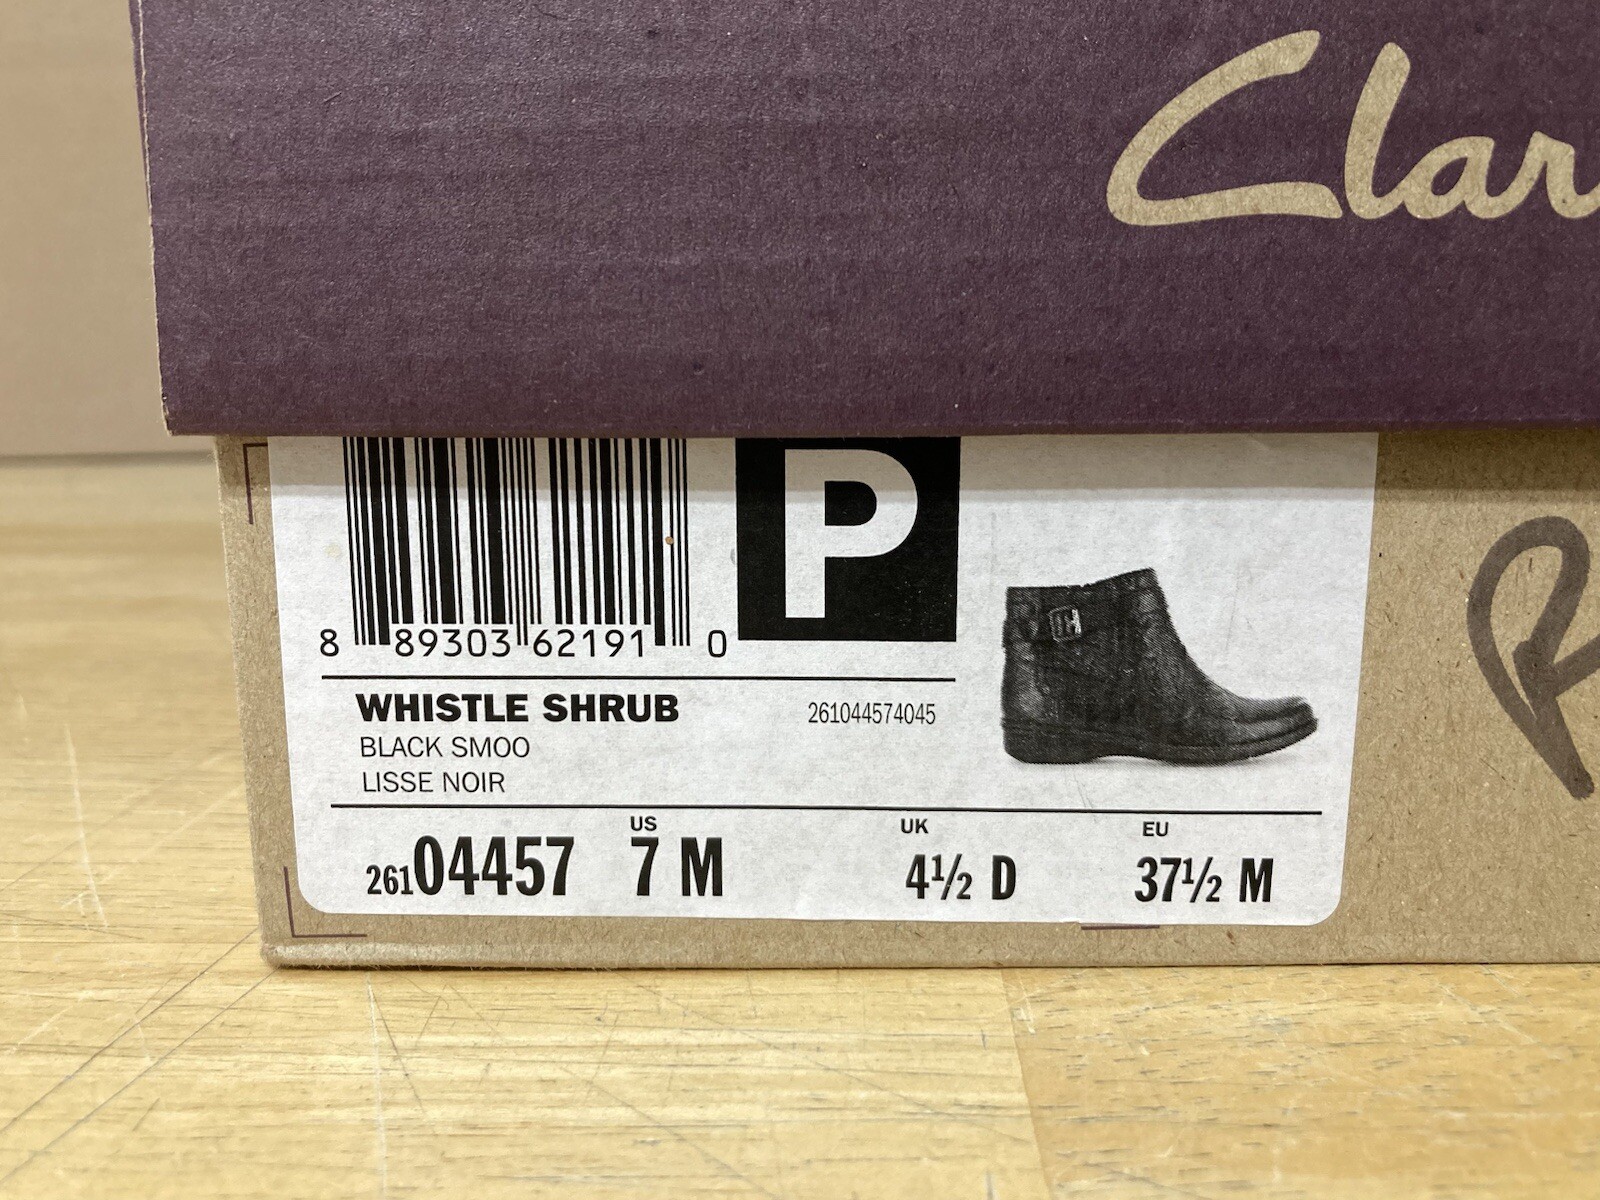 Clar
P
8 89303 62191 0
WHISTLE SHRUB
261044574045
BLACK SMOO
LISSE NOIR
US
UK
EU
26104457 7 M 4½ D 37½ M